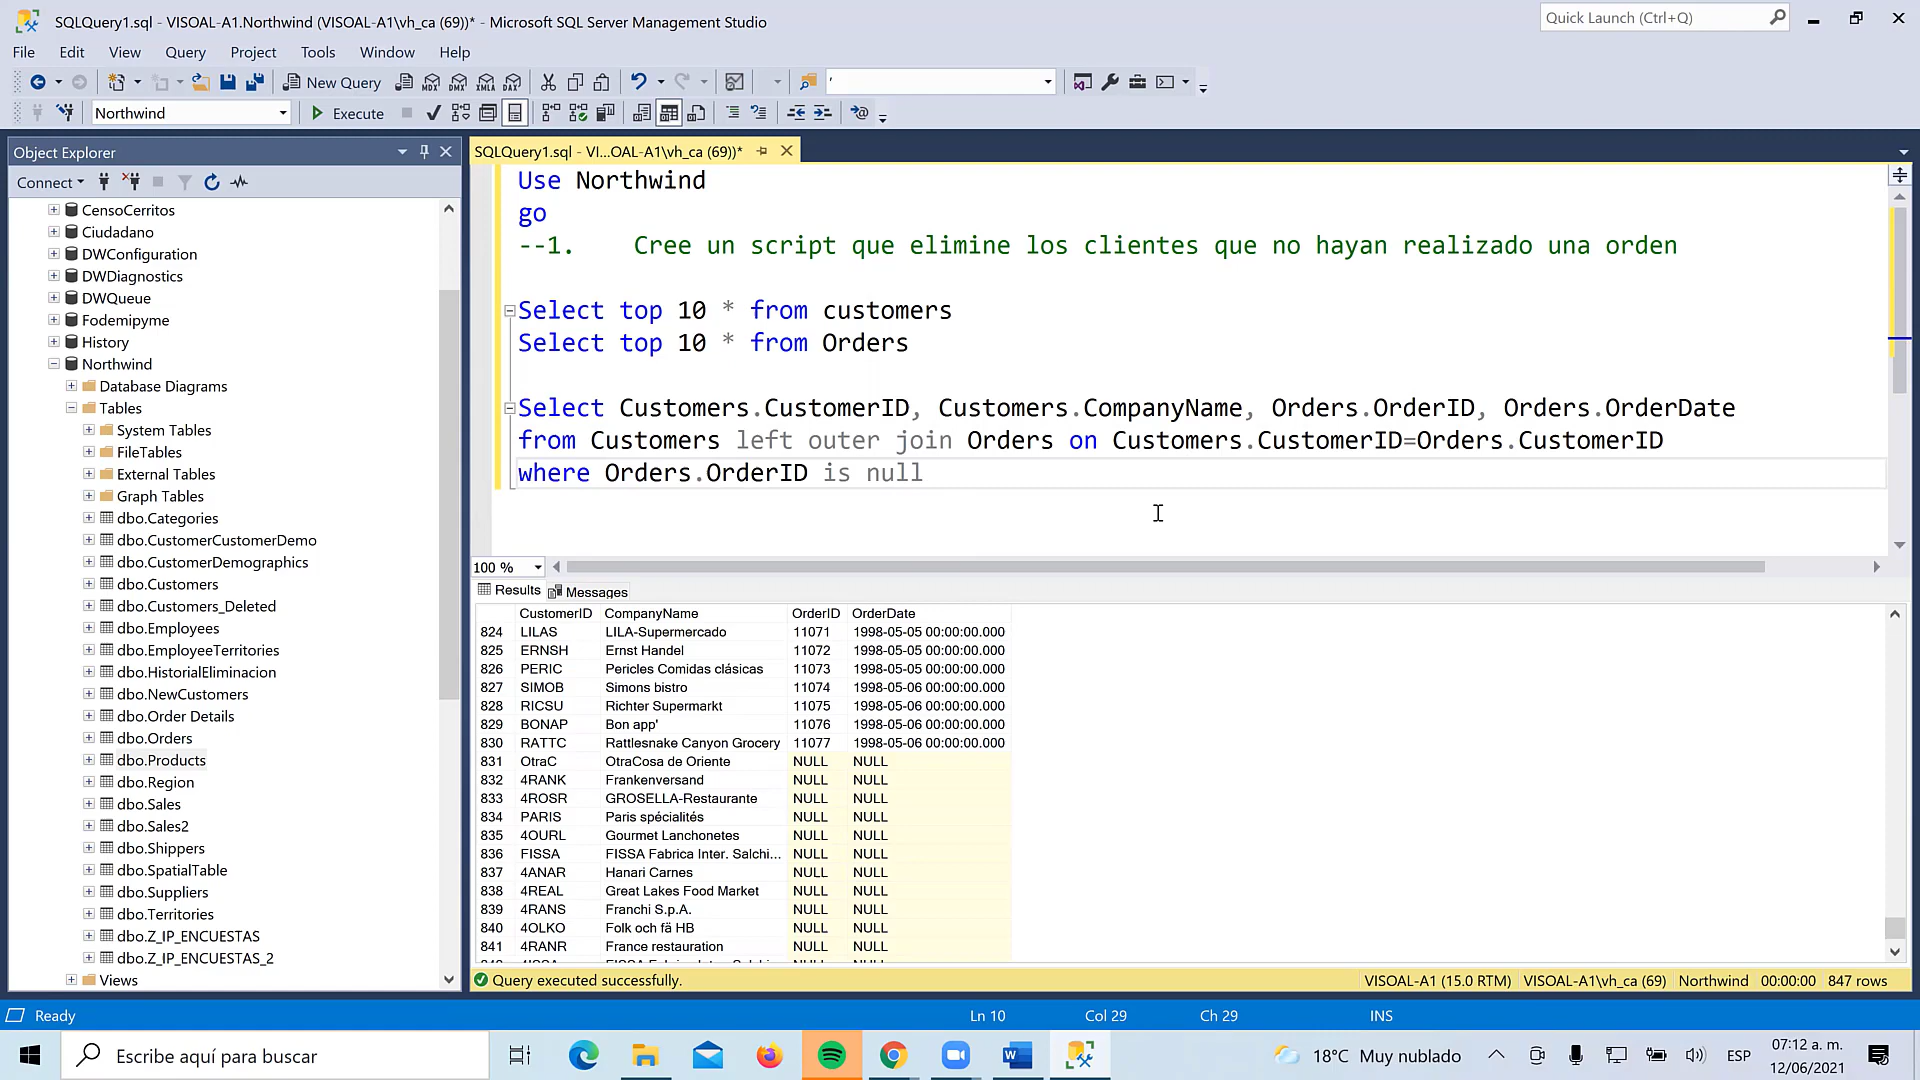 SQLQuery1.sql - VISOAL-A1.Northwind (VISOAL-A1\vh_ca (69))* - Microsoft SQL Server Management Studio
Quick Launch (Ctrl+Q)
File Edit View Query Project Tools Window Help
New Query
MDX DMX XMLA DAX
'
Northwind
Execute
Object Explorer
Connect
CensoCerritos
Ciudadano
DWConfiguration
DWDiagnostics
DWQueue
Fodemipyme
History
Northwind
Database Diagrams
Tables
System Tables
FileTables
External Tables
Graph Tables
dbo.Categories
dbo.CustomerCustomerDemo
dbo.CustomerDemographics
dbo.Customers
dbo.Customers_Deleted
dbo.Employees
dbo.EmployeeTerritories
dbo.HistorialEliminacion
dbo.NewCustomers
dbo.Order Details
dbo.Orders
dbo.Products
dbo.Region
dbo.Sales
dbo.Sales2
dbo.Shippers
dbo.SpatialTable
dbo.Suppliers
dbo.Territories
dbo.Z_IP_ENCUESTAS
dbo.Z_IP_ENCUESTAS_2
Views
SQLQuery1.sql - VI...OAL-A1\vh_ca (69))*
Use Northwind
go
--1. Cree un script que elimine los clientes que no hayan realizado una orden
Select top 10 * from customers
Select top 10 * from Orders
Select Customers.CustomerID, Customers.CompanyName, Orders.OrderID, Orders.OrderDate
from Customers left outer join Orders on Customers.CustomerID=Orders.CustomerID
where Orders.OrderID is null
100 %
Results Messages
CustomerID CompanyName OrderID OrderDate
824 LILAS LILA-Supermercado 11071 1998-05-05 00:00:00.000
825 ERNSH Ernst Handel 11072 1998-05-05 00:00:00.000
826 PERIC Pericles Comidas clásicas 11073 1998-05-05 00:00:00.000
827 SIMOB Simons bistro 11074 1998-05-06 00:00:00.000
828 RICSU Richter Supermarkt 11075 1998-05-06 00:00:00.000
829 BONAP Bon app' 11076 1998-05-06 00:00:00.000
830 RATTC Rattlesnake Canyon Grocery 11077 1998-05-06 00:00:00.000
831 OtraC OtraCosa de Oriente NULL NULL
832 4RANK Frankenversand NULL NULL
833 4ROSR GROSELLA-Restaurante NULL NULL
834 PARIS Paris spécialités NULL NULL
835 4OURL Gourmet Lanchonetes NULL NULL
836 FISSA FISSA Fabrica Inter. Salchi... NULL NULL
837 4ANAR Hanari Carnes NULL NULL
838 4REAL Great Lakes Food Market NULL NULL
839 4RANS Franchi S.p.A. NULL NULL
840 4OLKO Folk och fä HB NULL NULL
841 4RANR France restauration NULL NULL
Query executed successfully.
VISOAL-A1 (15.0 RTM) VISOAL-A1\vh_ca (69) Northwind 00:00:00 847 rows
Ready
Ln 10 Col 29 Ch 29 INS
Escribe aquí para buscar
18°C Muy nublado
ESP
07:12 a. m.
12/06/2021